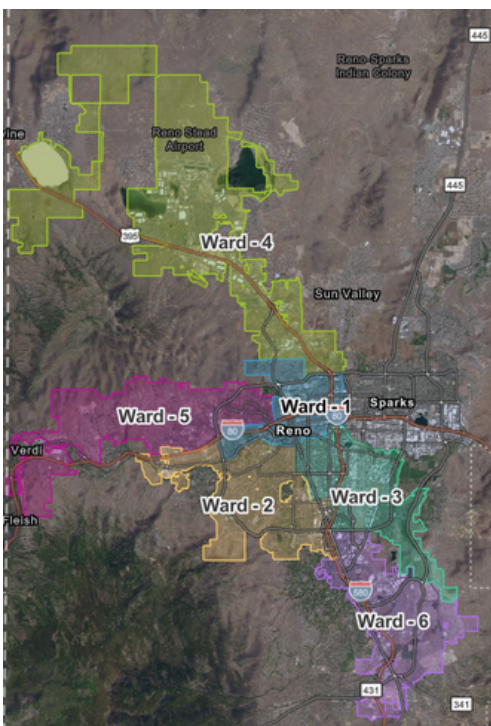 445
Reno-Sparks
Indian Colony
vine
Reno Stead
Airport
445
395
Ward - 4
Sun Valley
Ward - 5
Ward - 1
Sparks
80
80
Reno
Verdi
Ward - 2
Ward - 3
Fleish
580
Ward - 6
431
341